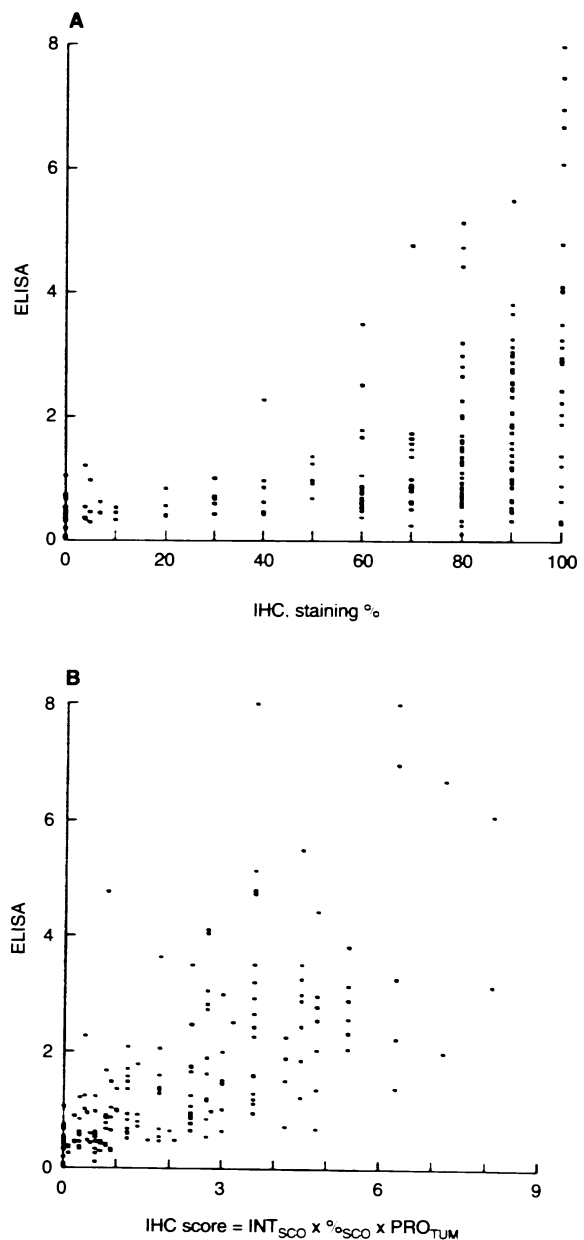 A
8
6
4
2
0
ELISA
0 20 40 60 80 100
IHC. staining %
B
8
6
4
2
0
ELISA
0 3 6 9
IHC score = INT_SCO x %_SCO x PRO_TUM